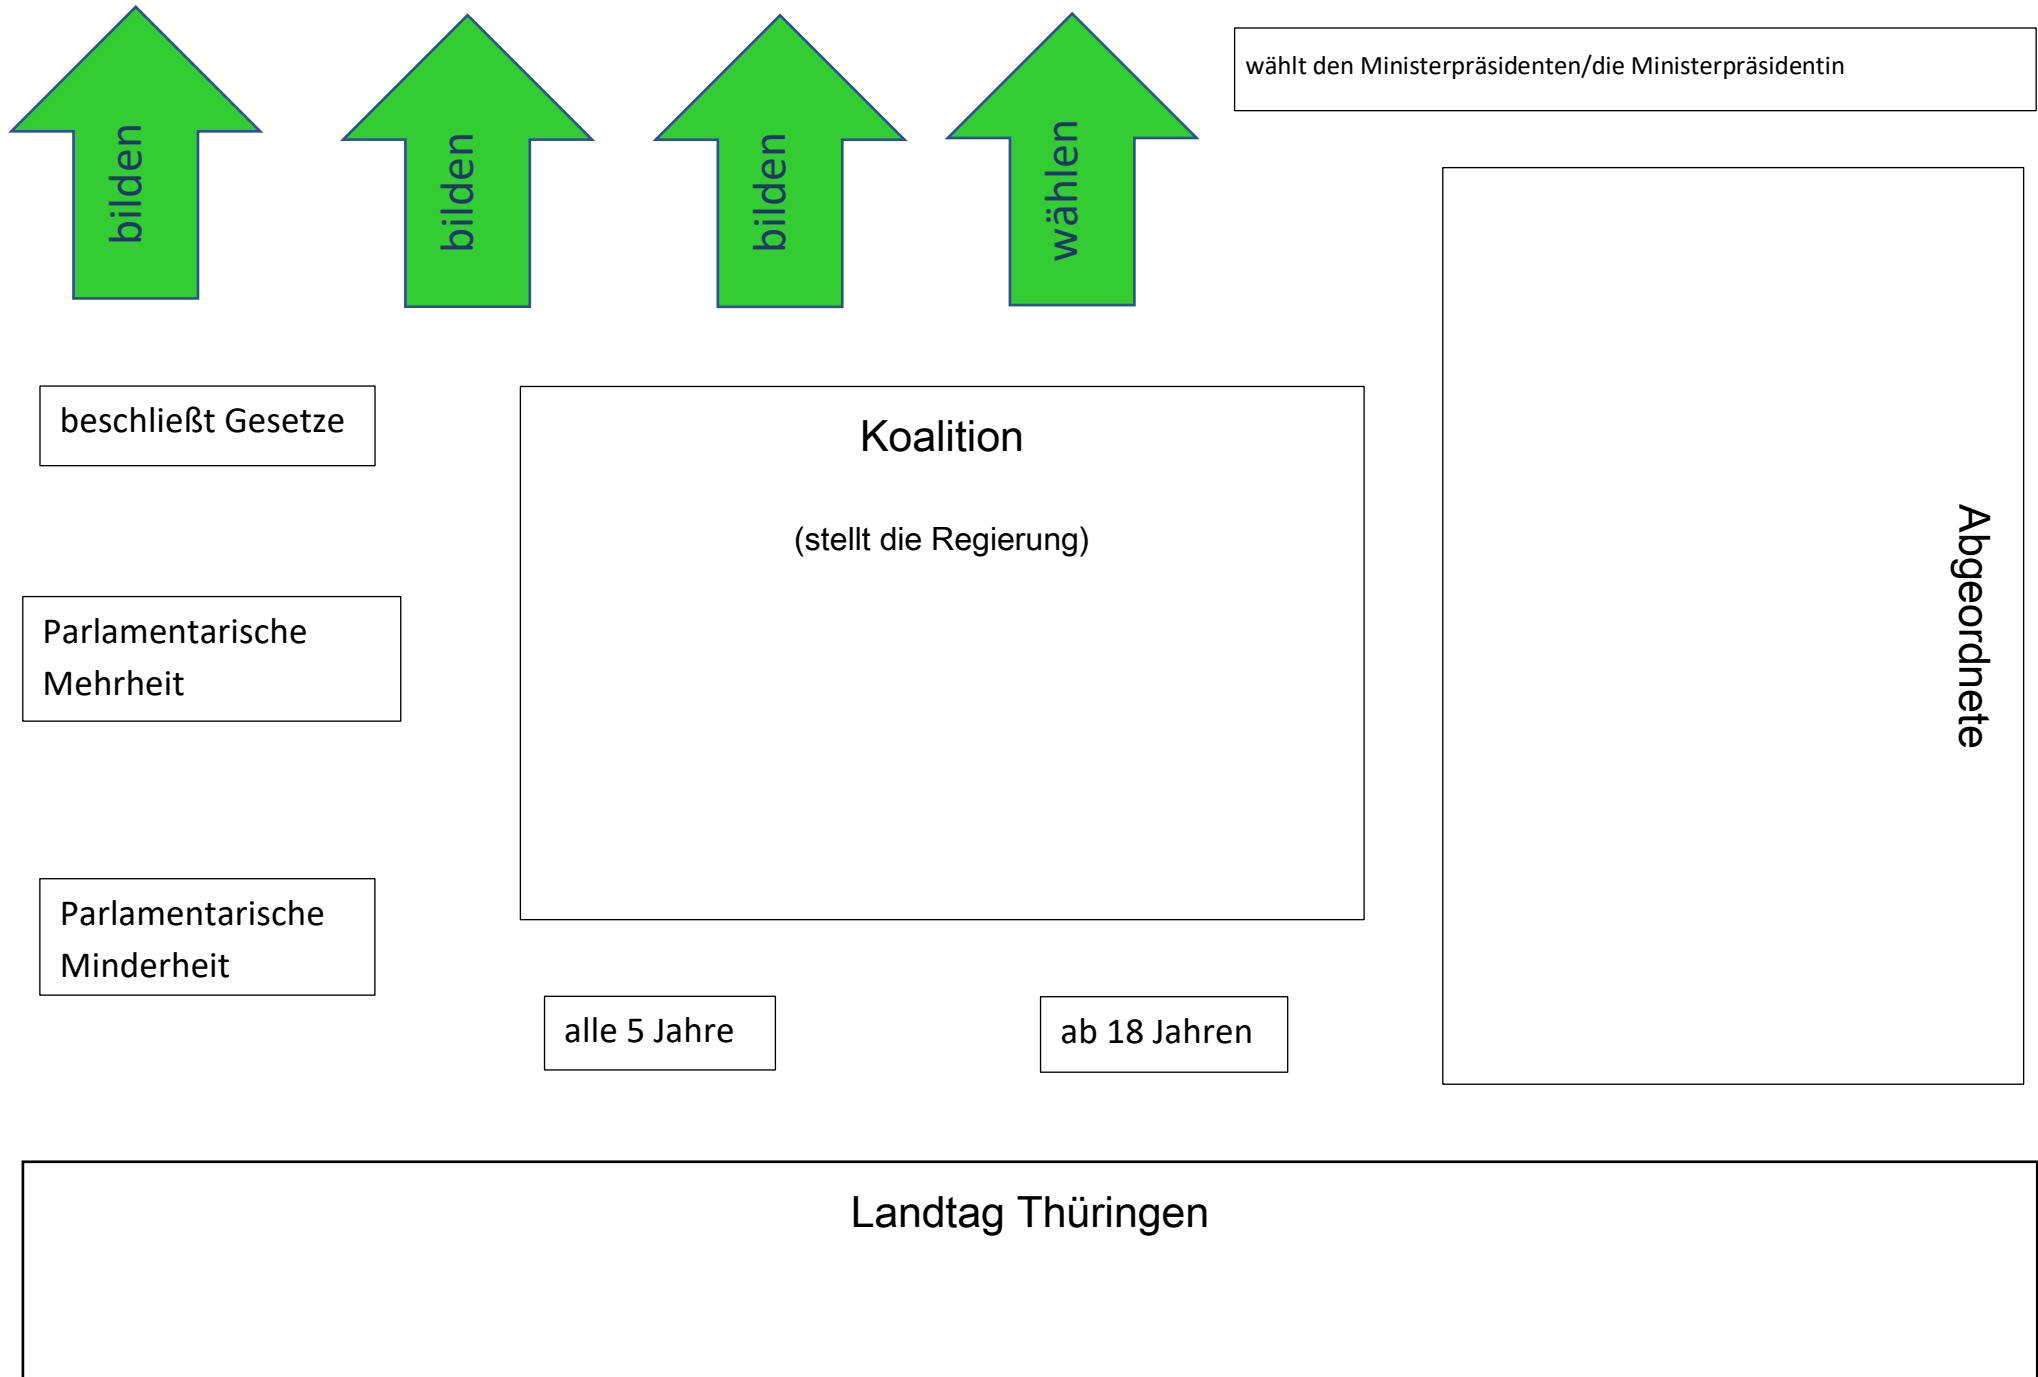 bilden
bilden
bilden
wählen
wählt den Ministerpräsidenten/die Ministerpräsidentin
beschließt Gesetze
Koalition
(stellt die Regierung)
Abgeordnete
Parlamentarische
Mehrheit
Parlamentarische
Minderheit
alle 5 Jahre
ab 18 Jahren
Landtag Thüringen